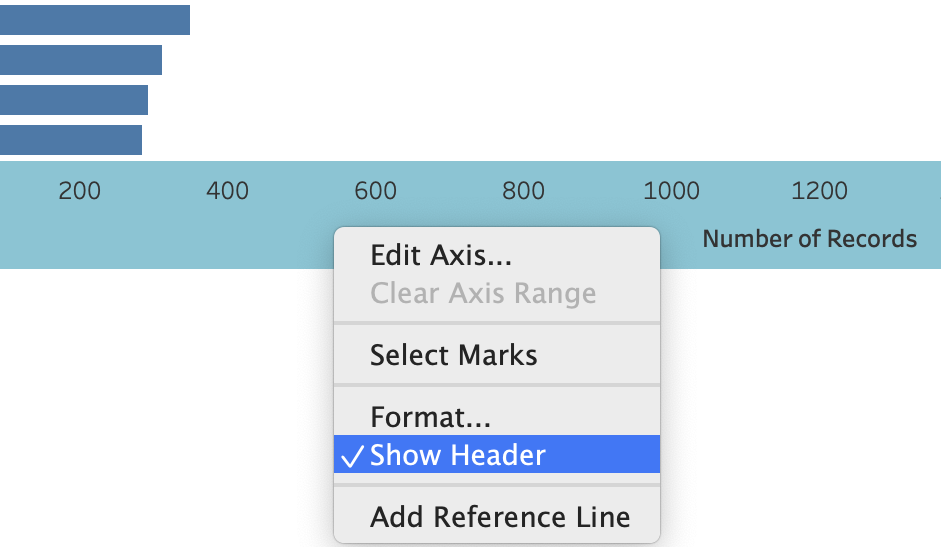 200 400 600 800 1000 1200
Number of Records
Edit Axis...
Clear Axis Range
Select Marks
Format...
✓ Show Header
Add Reference Line